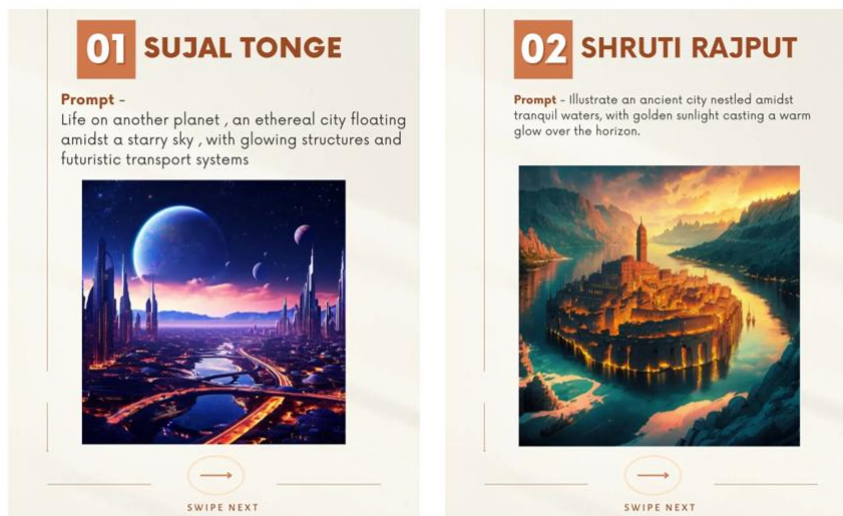 01 SUJAL TONGE
Prompt -
Life on another planet , an ethereal city floating
amidst a starry sky , with glowing structures and
futuristic transport systems
SWIPE NEXT
02 SHRUTI RAJPUT
Prompt - Illustrate an ancient city nestled amidst
tranquil waters, with golden sunlight casting a warm
glow over the horizon.
SWIPE NEXT